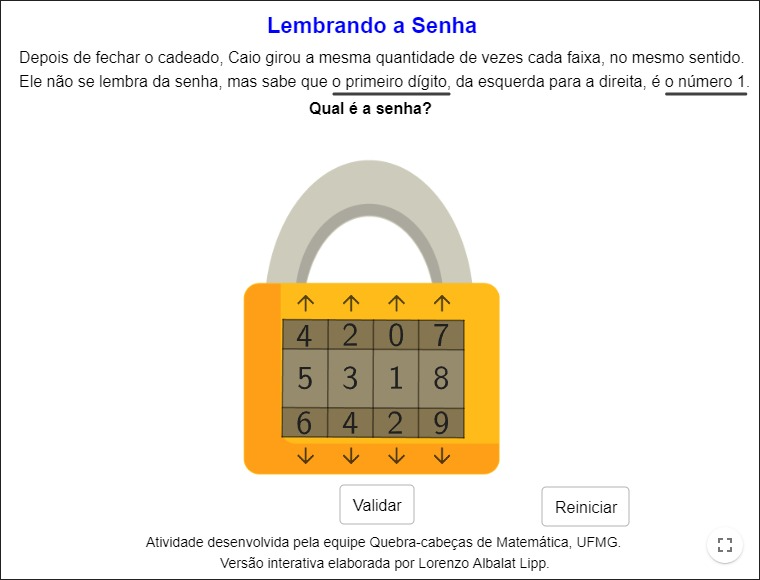 Lembrando a Senha
Depois de fechar o cadeado, Caio girou a mesma quantidade de vezes cada faixa, no mesmo sentido.
Ele não se lembra da senha, mas sabe que o primeiro dígito, da esquerda para a direita, é o número 1.
Qual é a senha?
↑ ↑ ↑ ↑
4 2 0 7
5 3 1 8
6 4 2 9
↓ ↓ ↓ ↓
Validar
Reiniciar
Atividade desenvolvida pela equipe Quebra-cabeças de Matemática, UFMG.
Versão interativa elaborada por Lorenzo Albalat Lipp.